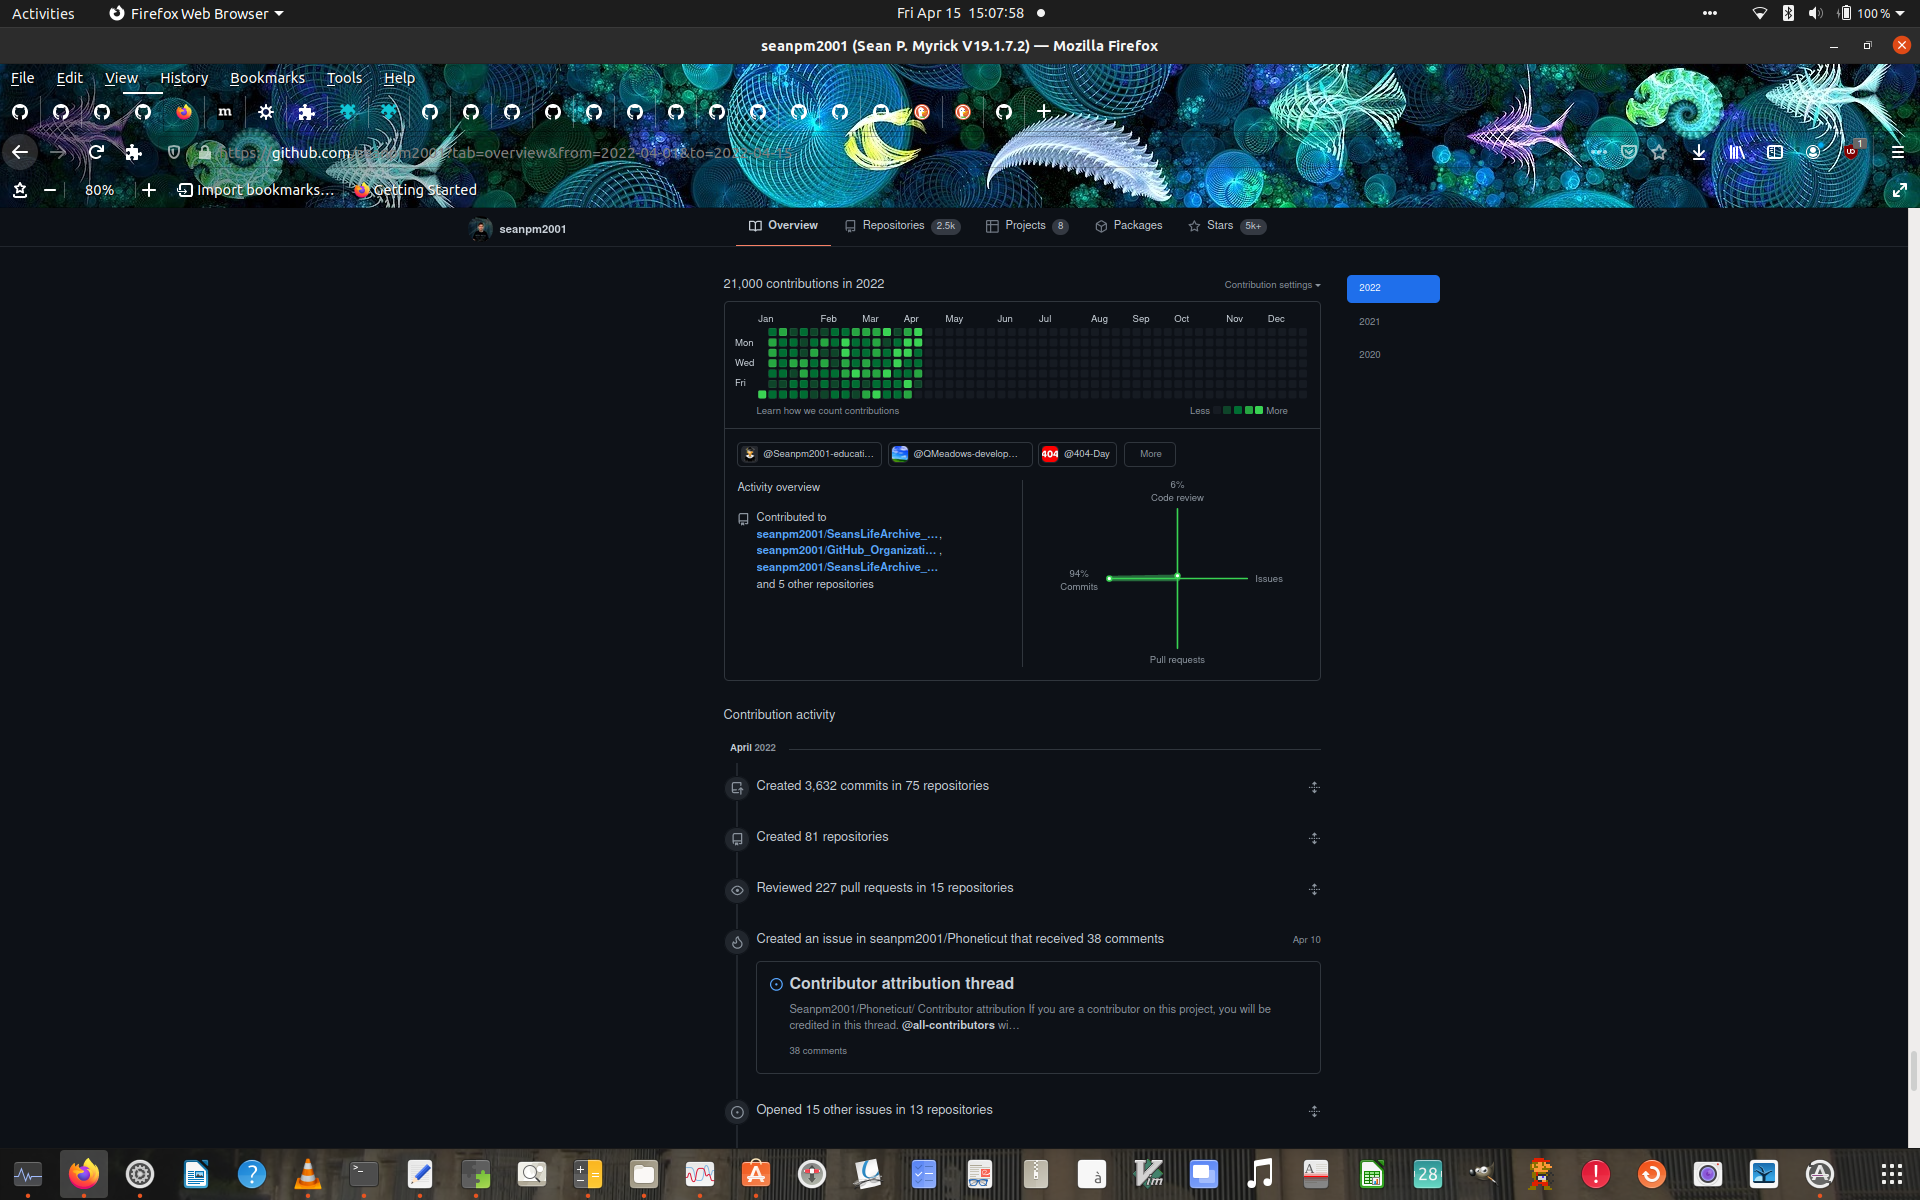 Activities
Firefox Web Browser
Fri Apr 15 15:07:58
100 %
seanpm2001 (Sean P. Myrick V19.1.7.2) — Mozilla Firefox
File Edit View History Bookmarks Tools Help
m
github.com
tab=overview&from=2022-04-01&to=2022-04-15
1
80%
Import bookmarks…
Getting Started
seanpm2001
Overview
Repositories 2.5k
Projects 8
Packages
Stars 5k+
21,000 contributions in 2022
Contribution settings
2022
2021
2020
Jan Feb Mar Apr May Jun Jul Aug Sep Oct Nov Dec
Mon
Wed
Fri
Learn how we count contributions
Less More
@Seanpm2001-educati...
@QMeadows-develop...
404 @404-Day
More
Activity overview
Contributed to
seanpm2001/SeansLifeArchive_...,
seanpm2001/GitHub_Organizati... ,
seanpm2001/SeansLifeArchive_...
and 5 other repositories
6%
Code review
94%
Commits
Issues
Pull requests
Contribution activity
April 2022
Created 3,632 commits in 75 repositories
Created 81 repositories
Reviewed 227 pull requests in 15 repositories
Created an issue in seanpm2001/Phoneticut that received 38 comments
Apr 10
Contributor attribution thread
Seanpm2001/Phoneticut/ Contributor attribution If you are a contributor on this project, you will be
credited in this thread. @all-contributors wi…
38 comments
Opened 15 other issues in 13 repositories
28